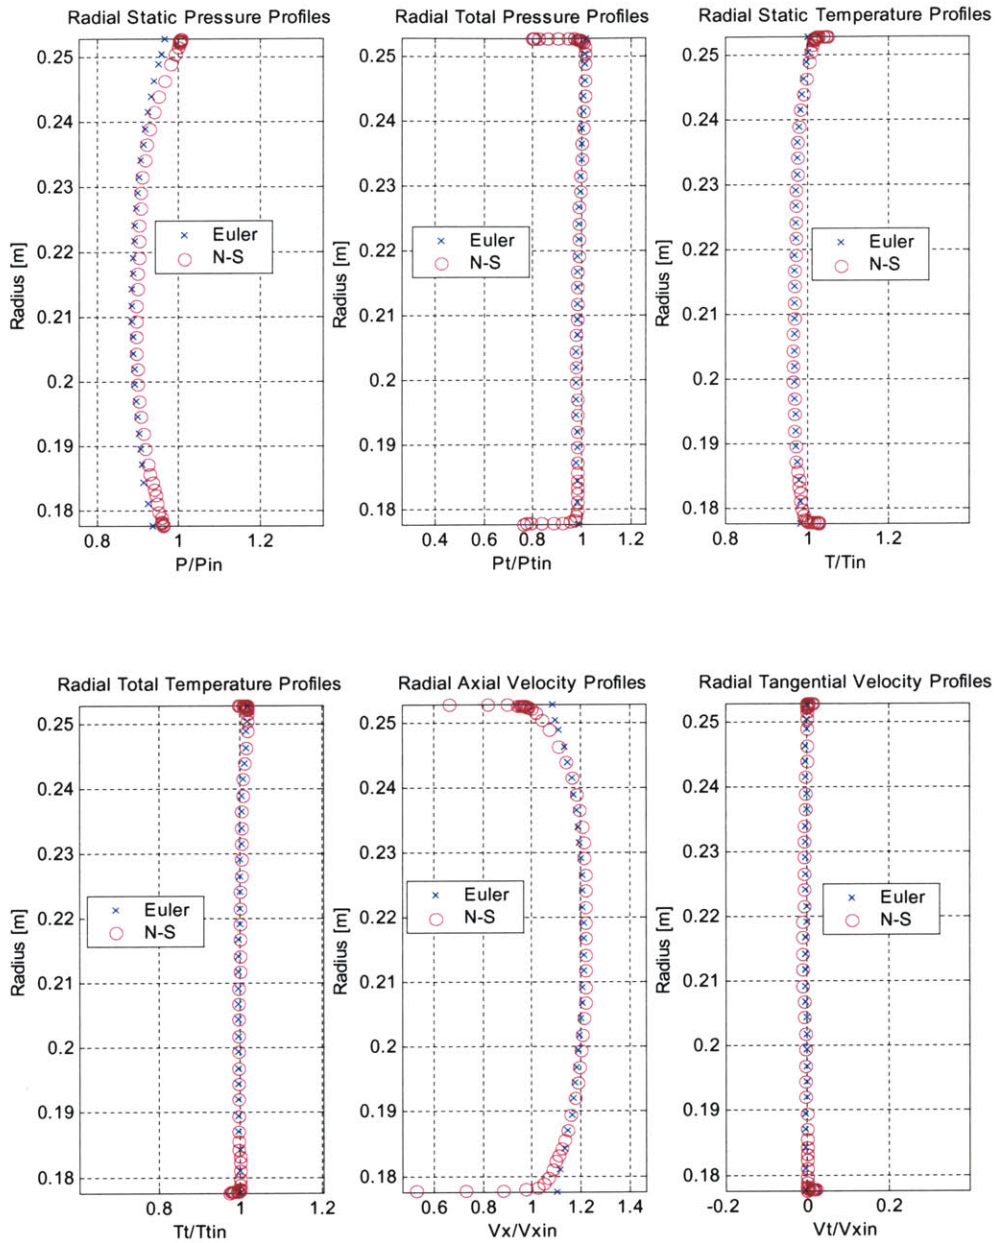 Radial Static Pressure Profiles
0.25
0.24
0.23
0.22
0.21
0.2
0.19
0.18
Radius [m]
Euler
N-S
0.8 1 1.2
P/Pin
Radial Total Pressure Profiles
0.25
0.24
0.23
0.22
0.21
0.2
0.19
0.18
Radius [m]
Euler
N-S
0.4 0.6 0.8 1 1.2
Pt/Ptin
Radial Static Temperature Profiles
0.25
0.24
0.23
0.22
0.21
0.2
0.19
0.18
Radius [m]
Euler
N-S
0.8 1 1.2
T/Tin
Radial Total Temperature Profiles
0.25
0.24
0.23
0.22
0.21
0.2
0.19
0.18
Radius [m]
Euler
N-S
0.8 1 1.2
Tt/Ttin
Radial Axial Velocity Profiles
0.25
0.24
0.23
0.22
0.21
0.2
0.19
0.18
Radius [m]
Euler
N-S
0.6 0.8 1 1.2 1.4
Vx/Vxin
Radial Tangential Velocity Profiles
0.25
0.24
0.23
0.22
0.21
0.2
0.19
0.18
Radius [m]
Euler
N-S
-0.2 0 0.2
Vt/Vxin